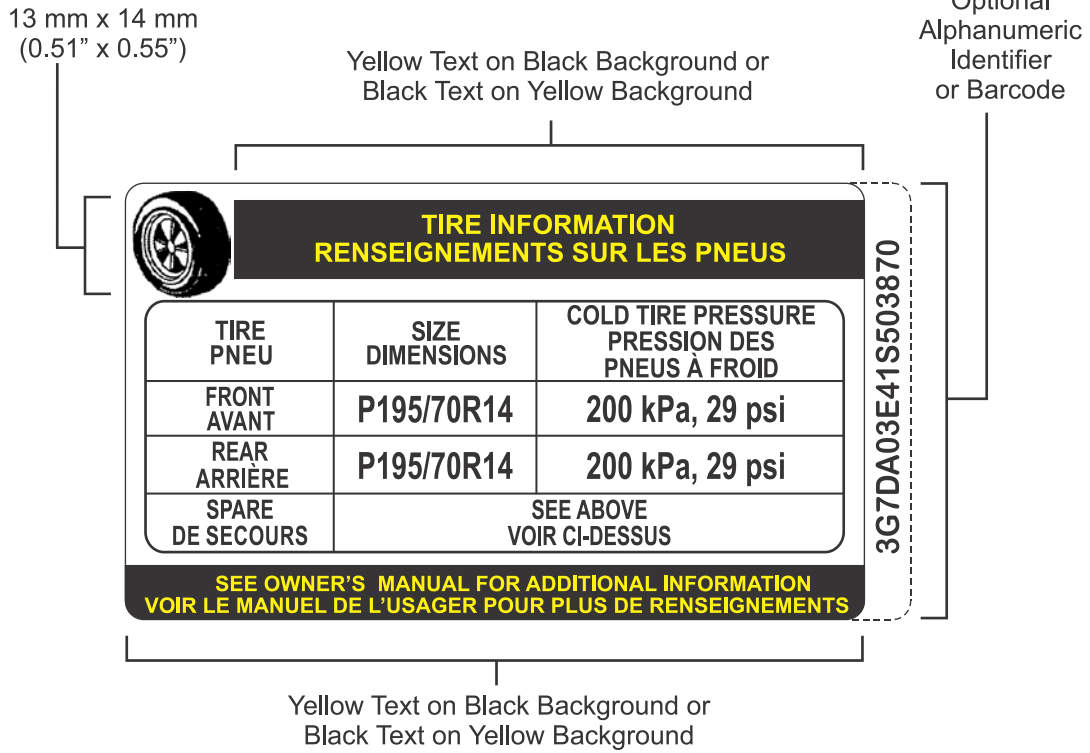 13 mm x 14 mm
(0.51” x 0.55”)
Yellow Text on Black Background or
Black Text on Yellow Background
Optional
Alphanumeric
Identifier
or Barcode
TIRE INFORMATION
RENSEIGNEMENTS SUR LES PNEUS
TIRE
PNEU
SIZE
DIMENSIONS
COLD TIRE PRESSURE
PRESSION DES
PNEUS À FROID
FRONT
AVANT
P195/70R14
200 kPa, 29 psi
REAR
ARRIÈRE
P195/70R14
200 kPa, 29 psi
SPARE
DE SECOURS
SEE ABOVE
VOIR CI-DESSUS
3G7DA03E41S503870
SEE OWNER’S MANUAL FOR ADDITIONAL INFORMATION
VOIR LE MANUEL DE L’USAGER POUR PLUS DE RENSEIGNEMENTS
Yellow Text on Black Background or
Black Text on Yellow Background